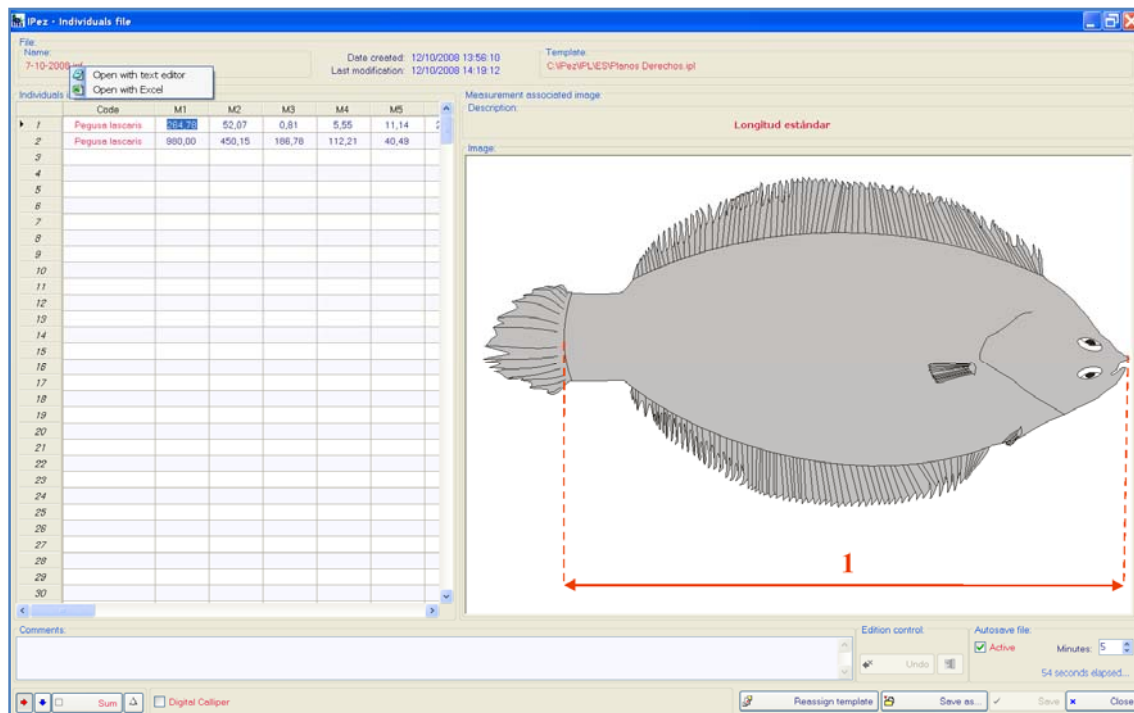 IPez - Individuals file
File:
Name:
7-10-2008.inf
Open with text editor
Open with Excel
Date created: 12/10/2008 13:56:10
Last modification: 12/10/2008 14:19:12
Template:
C:\IPez\IPL\ES\Planos Derechos.ipl
Individuals
Code M1 M2 M3 M4 M5
1 Pegusa lascaris 264,78 52,07 0,81 5,55 11,14
2 Pegusa lascaris 980,00 450,15 186,78 112,21 40,49
3
4
5
6
7
8
9
10
11
12
13
14
15
16
17
18
19
20
21
22
23
24
25
26
27
28
29
30
Measurement associated image:
Description:
Longitud estándar
Image:
1
Comments:
Edition control:
Undo
Autosave file:
Active
Minutes: 5
54 seconds elapsed...
Sum
Digital Calliper
Reassign template
Save as...
Save
Close